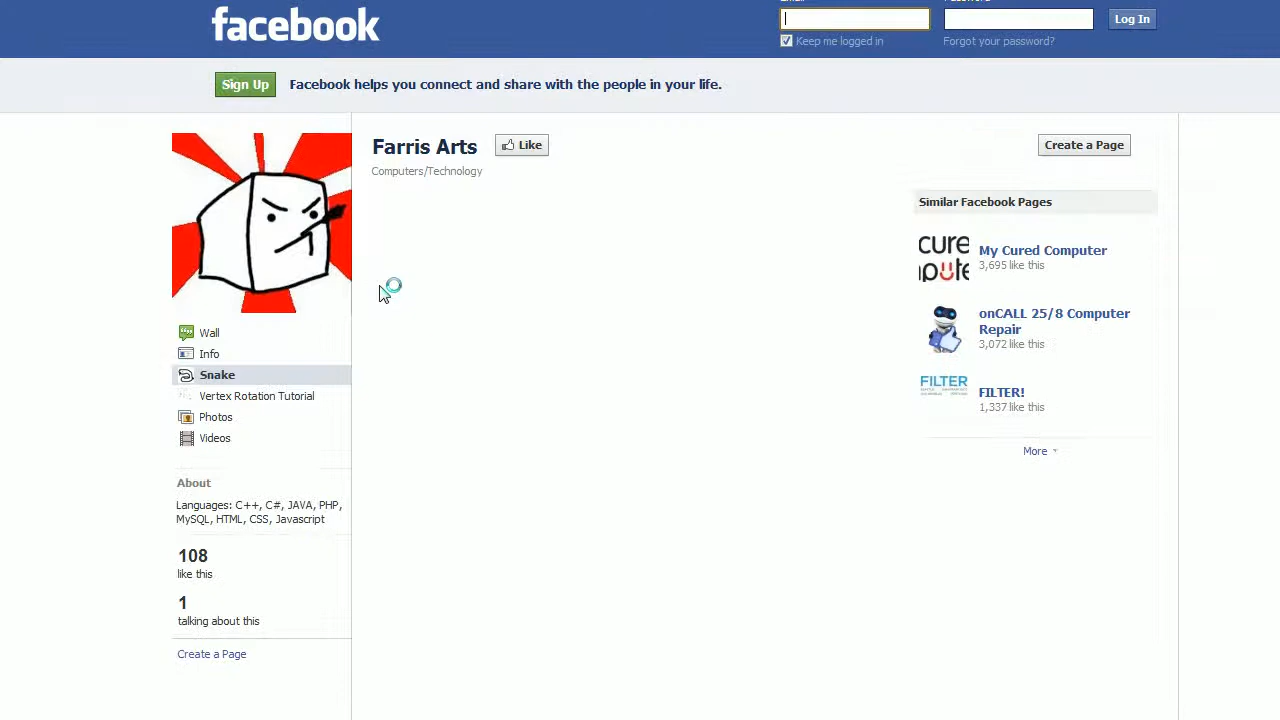 facebook
Keep me logged in
Forgot your password?
Log In
Sign Up
Facebook helps you connect and share with the people in your life.
Farris Arts
Like
Computers/Technology
Create a Page
Similar Facebook Pages
My Cured Computer
3,695 like this
onCALL 25/8 Computer
Repair
3,072 like this
FILTER
FILTER!
1,337 like this
More
Wall
Info
Snake
Vertex Rotation Tutorial
Photos
Videos
About
Languages: C++, C#, JAVA, PHP,
MySQL, HTML, CSS, Javascript
108
like this
1
talking about this
Create a Page